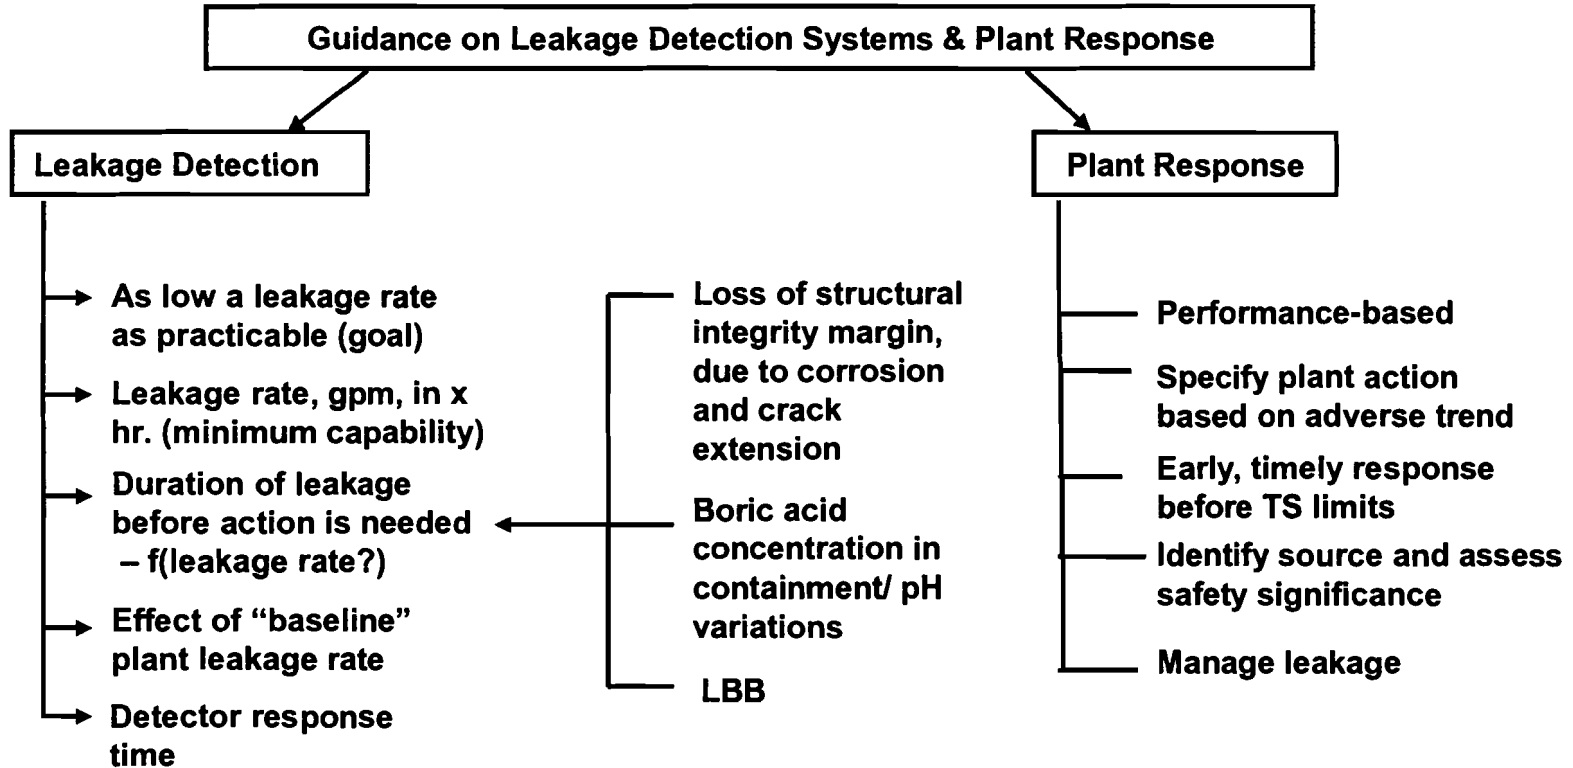 Guidance on Leakage Detection Systems & Plant Response
Leakage Detection
As low a leakage rate
as practicable (goal)
Leakage rate, gpm, in x
hr. (minimum capability)
Duration of leakage
before action is needed
– f(leakage rate?)
Effect of “baseline”
plant leakage rate
Detector response
time
Loss of structural
integrity margin,
due to corrosion
and crack
extension
Boric acid
concentration in
containment/ pH
variations
LBB
Plant Response
Performance-based
Specify plant action
based on adverse trend
Early, timely response
before TS limits
Identify source and assess
safety significance
Manage leakage